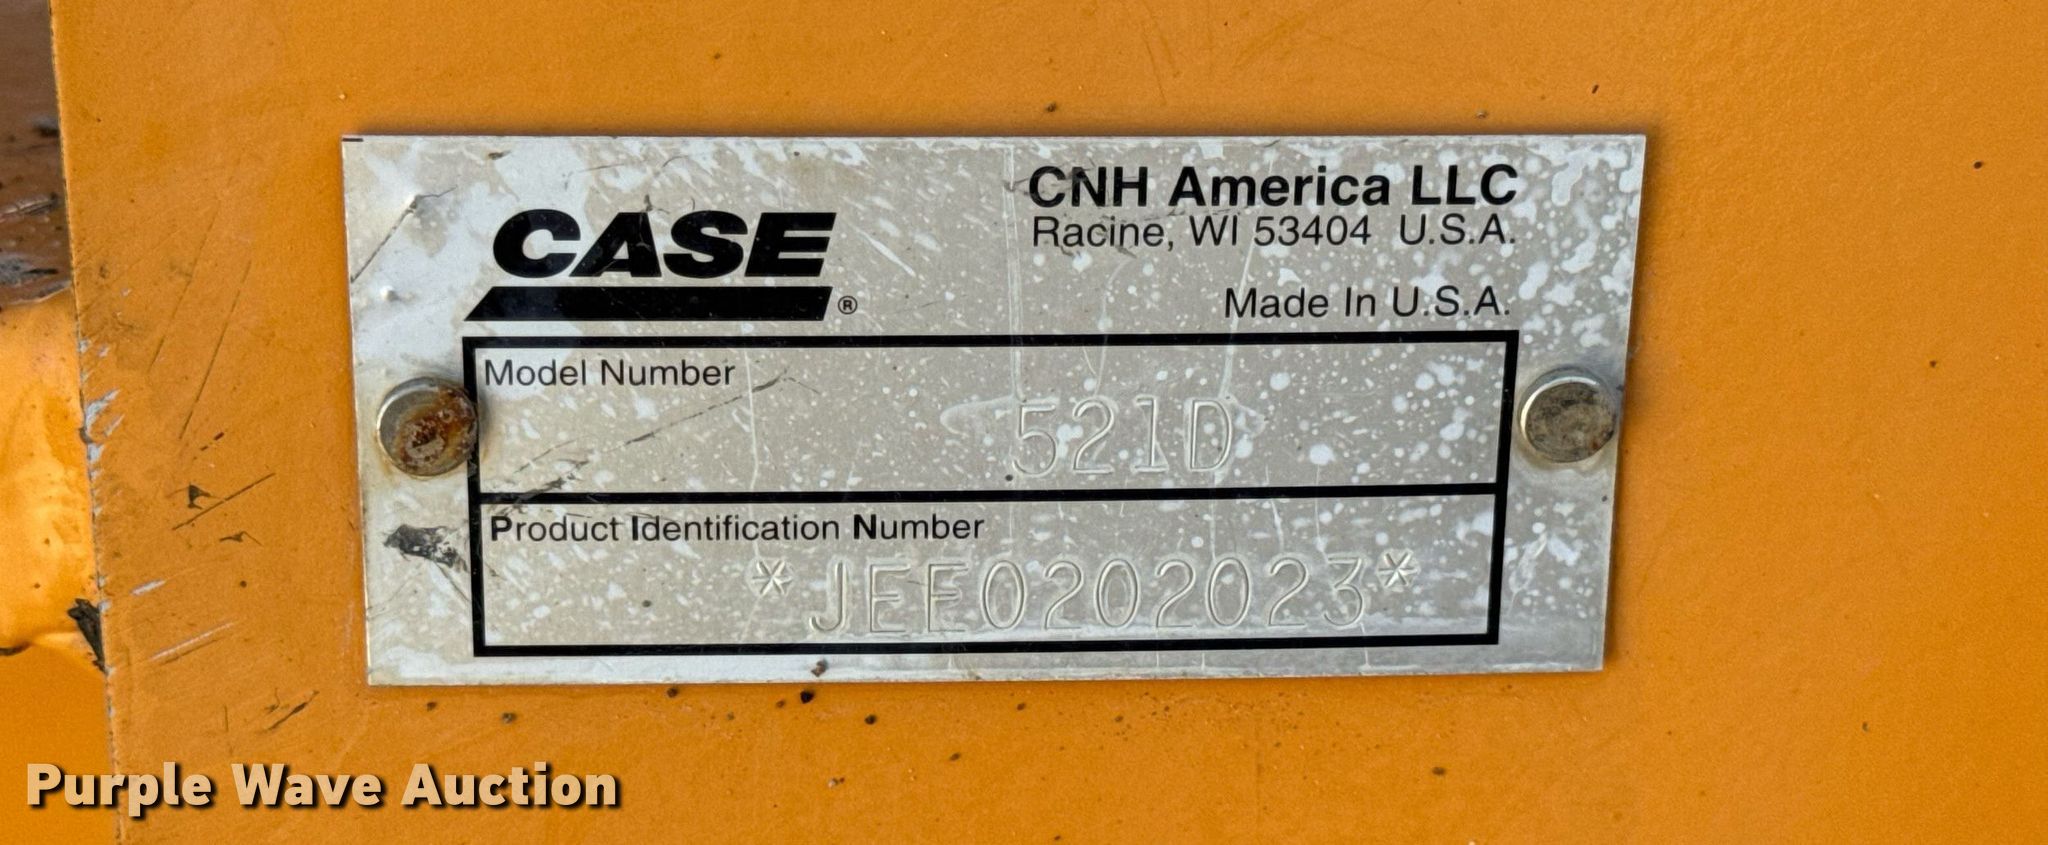 CASE®
CNH America LLC
Racine, WI 53404 U.S.A.
Made In U.S.A.
Model Number
521D
Product Identification Number
*JEE0202023*
Purple Wave Auction